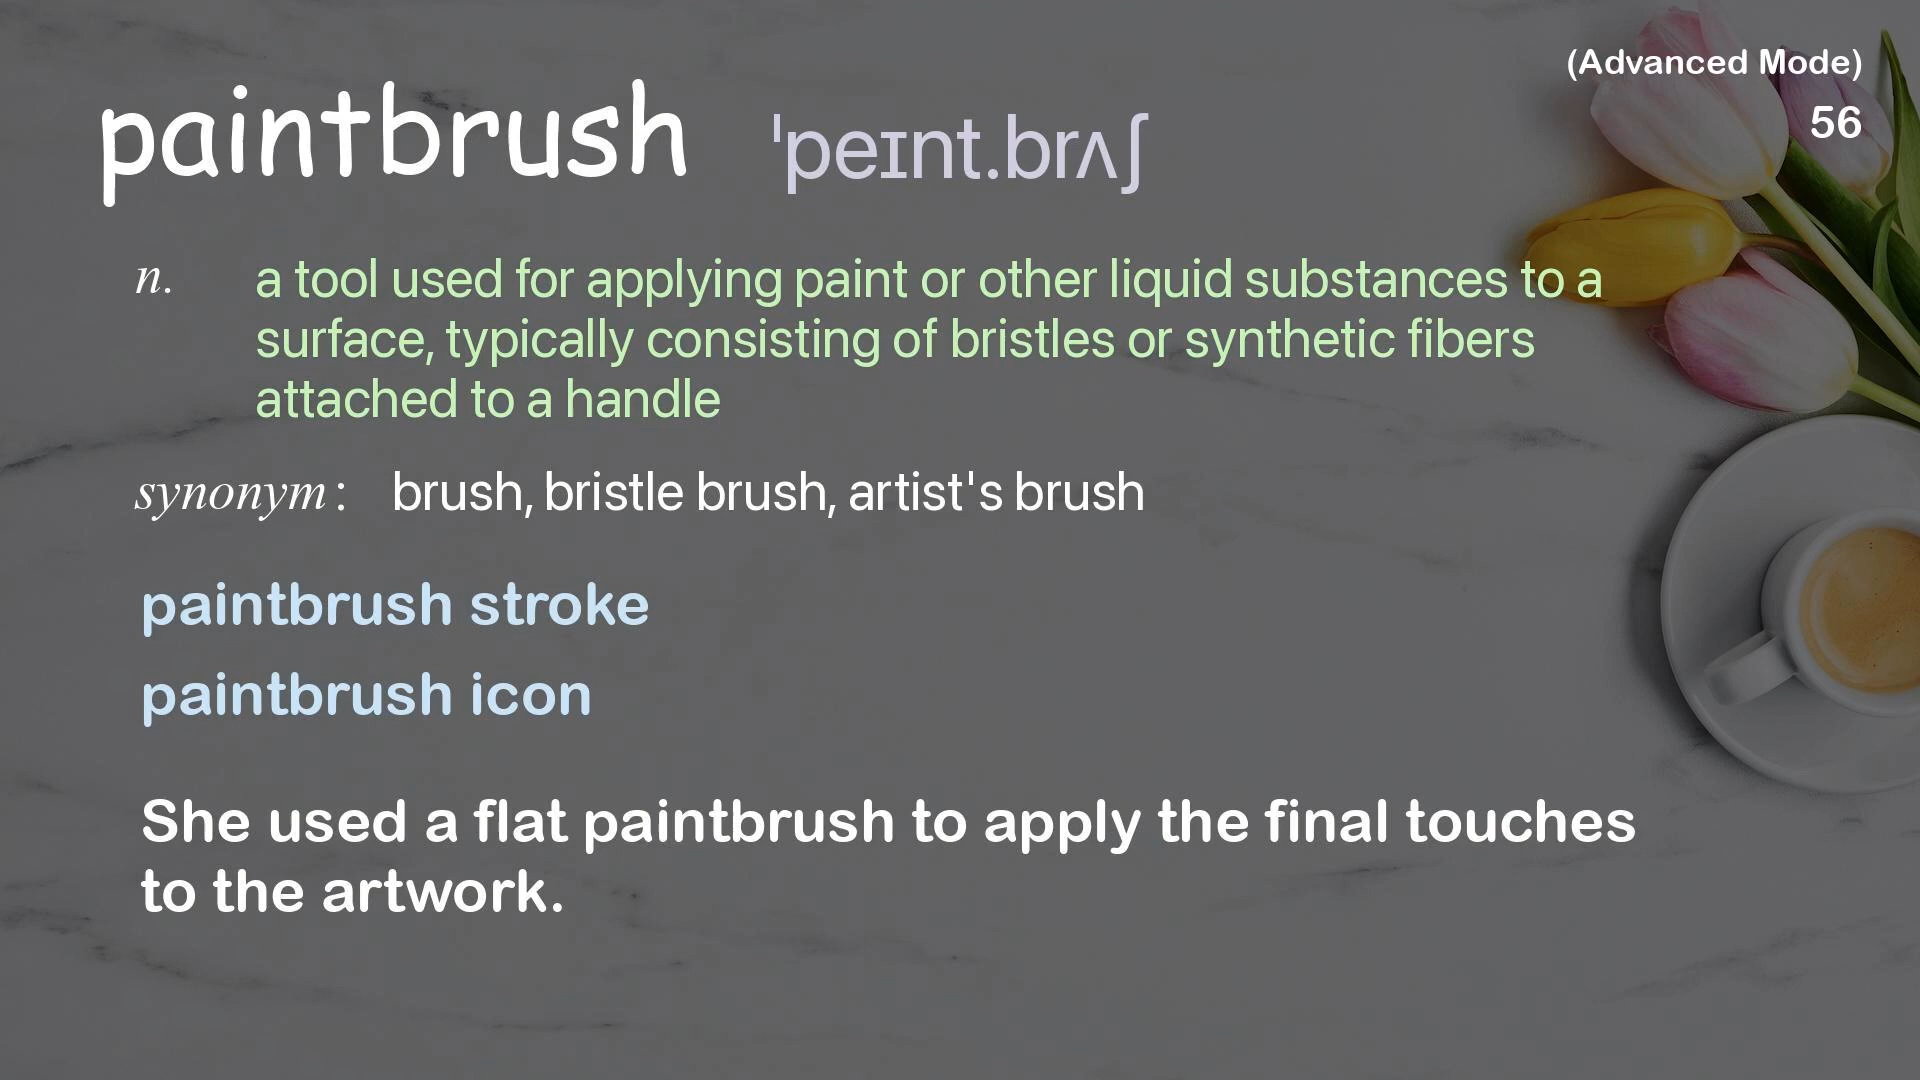 (Advanced Mode)
56
paintbrush ˈpeɪnt.brʌʃ
n. a tool used for applying paint or other liquid substances to a
surface, typically consisting of bristles or synthetic fibers
attached to a handle
synonym: brush, bristle brush, artist's brush
paintbrush stroke
paintbrush icon
She used a flat paintbrush to apply the final touches
to the artwork.